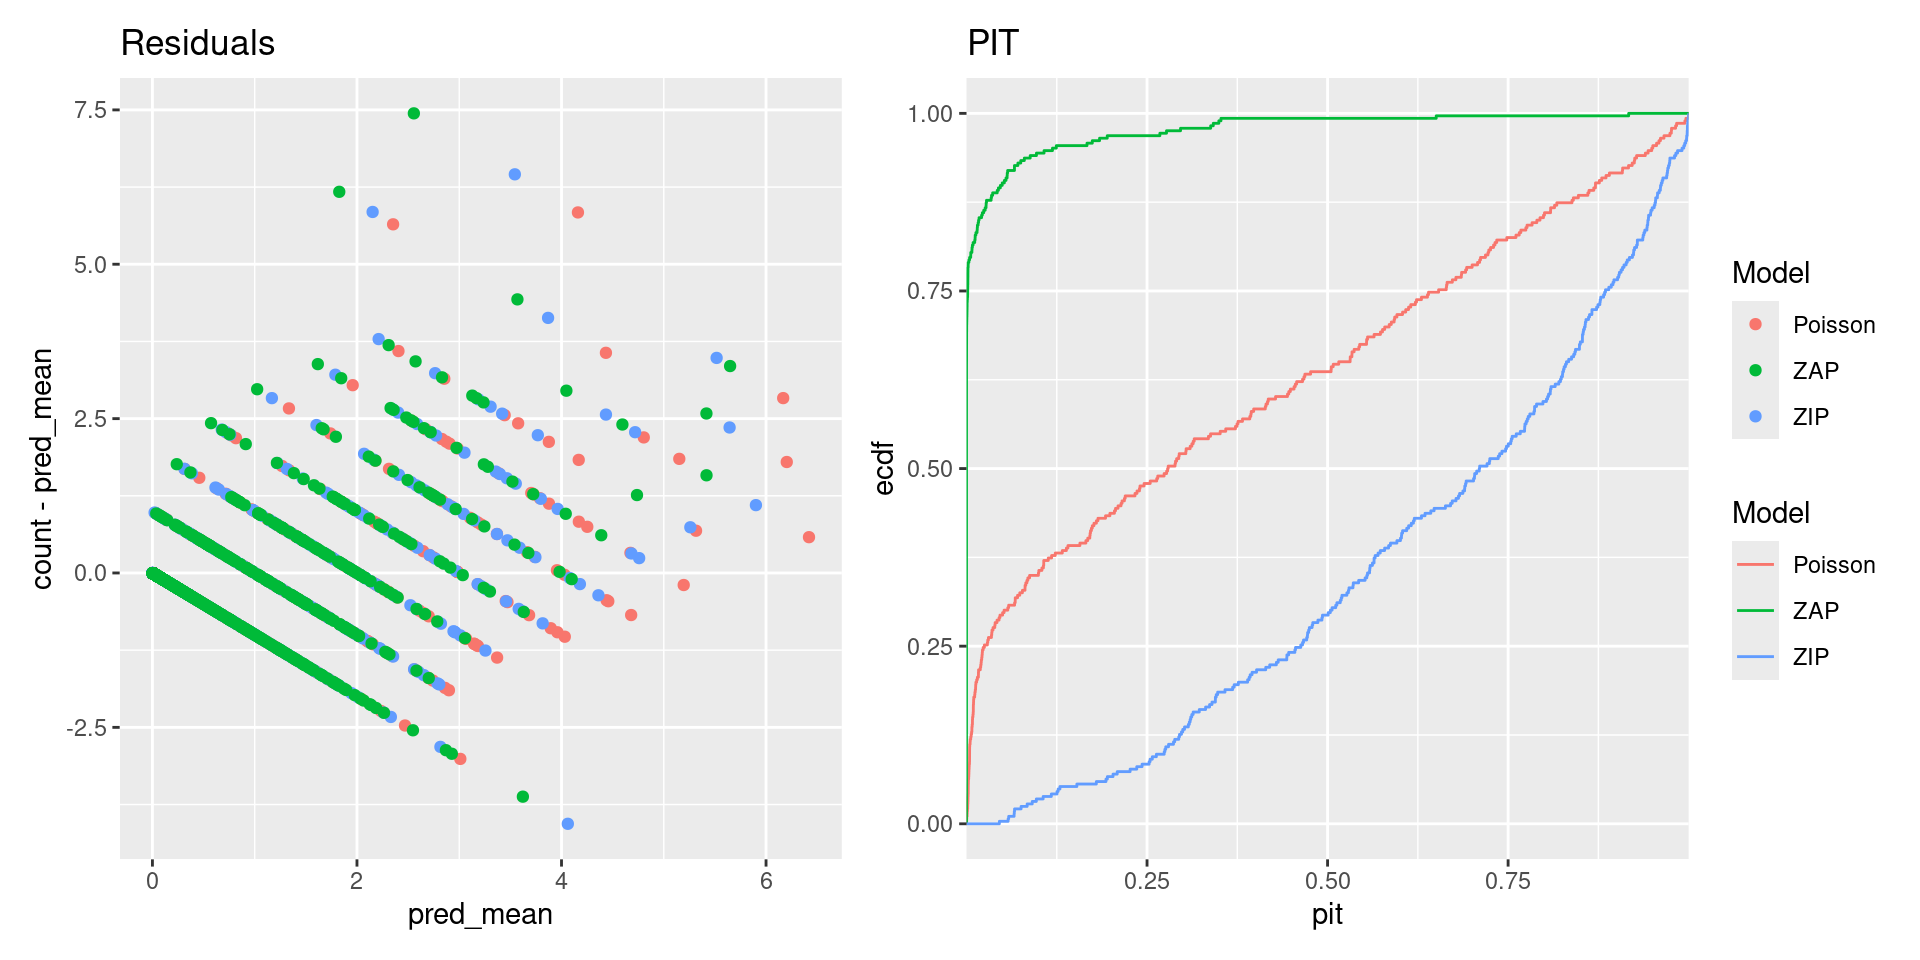 Residuals
7.5
5.0
2.5
0.0
-2.5
count - pred_mean
0
2
4
6
pred_mean
PIT
1.00
0.75
0.50
0.25
0.00
ecdf
0.25
0.50
0.75
pit
Model
Poisson
ZAP
ZIP
Model
Poisson
ZAP
ZIP